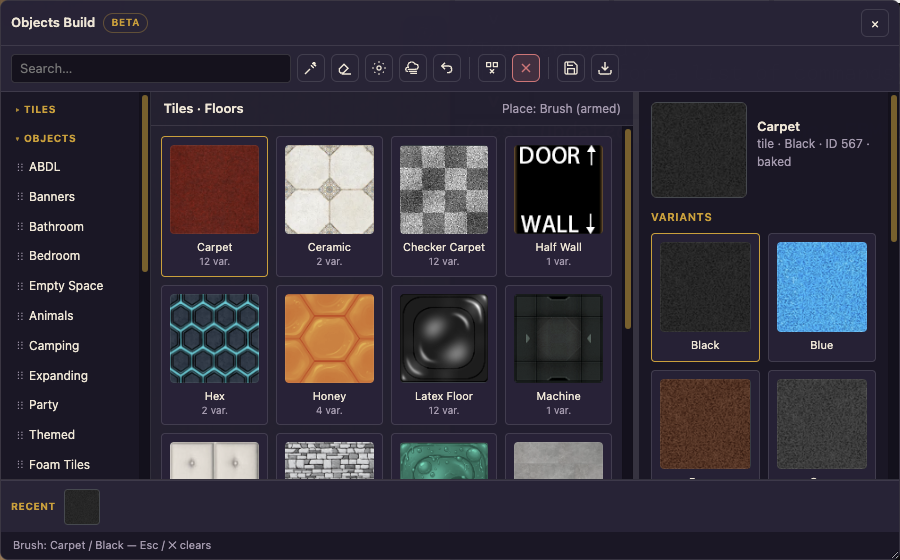 Objects Build BETA
Search...
TILES
OBJECTS
ABDL
Banners
Bathroom
Bedroom
Empty Space
Animals
Camping
Expanding
Party
Themed
Foam Tiles
Tiles · Floors
Place: Brush (armed)
Carpet
12 var.
Ceramic
2 var.
Checker Carpet
12 var.
DOOR ↑
WALL ↓
Half Wall
1 var.
Hex
2 var.
Honey
4 var.
Latex Floor
12 var.
Machine
1 var.
Carpet
tile · Black · ID 567 ·
baked
VARIANTS
Black
Blue
RECENT
Brush: Carpet / Black — Esc / ✕ clears